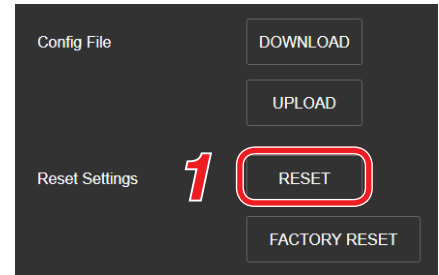 Config File
DOWNLOAD
UPLOAD
Reset Settings
1
RESET
FACTORY RESET